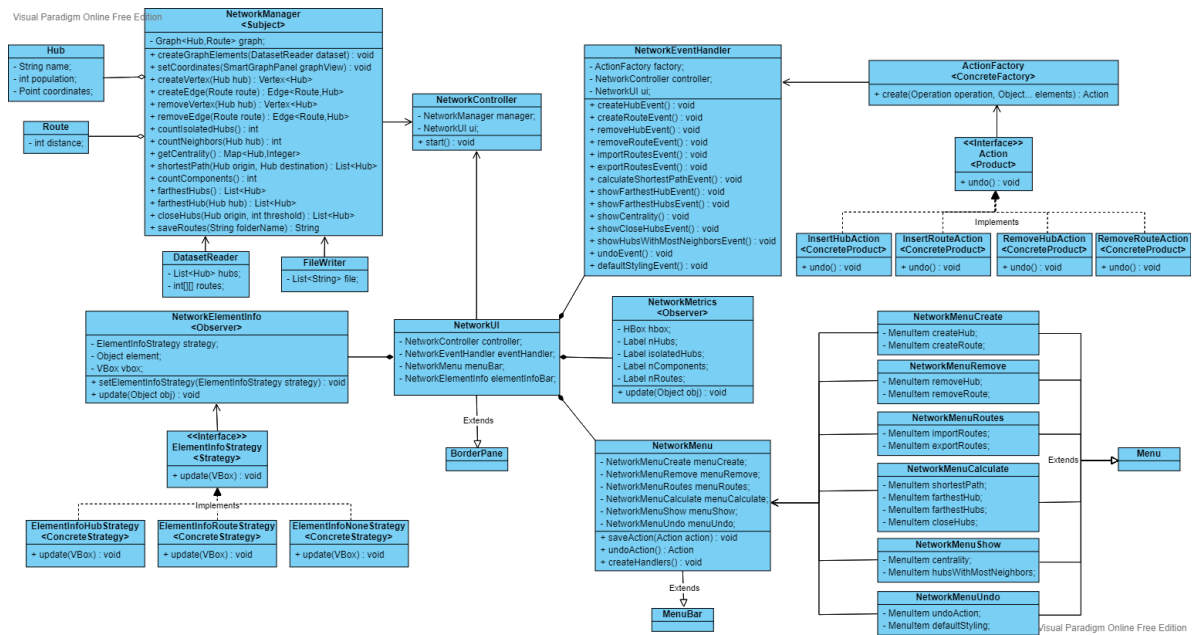 Visual Paradigm Online Free Edition
NetworkManager
<Subject>
- Graph<Hub,Route> graph;
+ createGraphElements(DatasetReader dataset) : void
+ setCoordinates(SmartGraphPanel graphView) : void
+ createVertex(Hub hub) : Vertex<Hub>
+ createEdge(Route route) : Edge<Route,Hub>
+ removeVertex(Hub hub) : Vertex<Hub>
+ removeEdge(Route route) : Edge<Route,Hub>
+ countIsolatedHubs() : int
+ countNeighbors(Hub hub) : int
+ getCentrality() : Map<Hub,Integer>
+ shortestPath(Hub origin, Hub destination) : List<Hub>
+ countComponents() : int
+ farthestHubs() : List<Hub>
+ farthestHub(Hub hub) : List<Hub>
+ closeHubs(Hub origin, int threshold) : List<Hub>
+ saveRoutes(String folderName) : String
Hub
- String name;
- int population;
- Point coordinates;
Route
- int distance;
DatasetReader
- List<Hub> hubs;
- int[][] routes;
FileWriter
- List<String> file;
NetworkController
- NetworkManager manager;
- NetworkUI ui;
+ start() : void
NetworkEventHandler
- ActionFactory factory;
- NetworkController controller;
- NetworkUI ui;
+ createHubEvent() : void
+ createRouteEvent() : void
+ removeHubEvent() : void
+ removeRouteEvent() : void
+ importRoutesEvent() : void
+ exportRoutesEvent() : void
+ calculateShortestPathEvent() : void
+ showFarthestHubEvent() : void
+ showFarthestHubsEvent() : void
+ showCentrality() : void
+ showCloseHubsEvent() : void
+ showHubsWithMostNeighborsEvent() : void
+ undoEvent() : void
+ defaultStylingEvent() : void
ActionFactory
<ConcreteFactory>
+ create(Operation operation, Object... elements) : Action
<<Interface>>
Action
<Product>
+ undo() : void
Implements
InsertHubAction
<ConcreteProduct>
+ undo() : void
InsertRouteAction
<ConcreteProduct>
+ undo() : void
RemoveHubAction
<ConcreteProduct>
+ undo() : void
RemoveRouteAction
<ConcreteProduct>
+ undo() : void
NetworkElementInfo
<Observer>
- ElementInfoStrategy strategy;
- Object element;
- VBox vbox;
+ setElementInfoStrategy(ElementInfoStrategy strategy) : void
+ update(Object obj) : void
NetworkUI
- NetworkController controller;
- NetworkEventHandler eventHandler;
- NetworkMenu menuBar;
- NetworkElementInfo elementInfoBar;
NetworkMetrics
<Observer>
- HBox hbox;
- Label nHubs;
- Label isolatedHubs;
- Label nComponents;
- Label nRoutes;
+ update(Object obj) : void
<<Interface>>
ElementInfoStrategy
<Strategy>
+ update(VBox) : void
Implements
ElementInfoHubStrategy
<ConcreteStrategy>
+ update(VBox) : void
ElementInfoRouteStrategy
<ConcreteStrategy>
+ update(VBox) : void
ElementInfoNoneStrategy
<ConcreteStrategy>
+ update(VBox) : void
Extends
BorderPane
NetworkMenu
- NetworkMenuCreate menuCreate;
- NetworkMenuRemove menuRemove;
- NetworkMenuRoutes menuRoutes;
- NetworkMenuCalculate menuCalculate;
- NetworkMenuShow menuShow;
- NetworkMenuUndo menuUndo;
+ saveAction(Action action) : void
+ undoAction() : Action
+ createHandlers() : void
Extends
MenuBar
NetworkMenuCreate
- MenuItem createHub;
- MenuItem createRoute;
NetworkMenuRemove
- MenuItem removeHub;
- MenuItem removeRoute;
NetworkMenuRoutes
- MenuItem importRoutes;
- MenuItem exportRoutes;
NetworkMenuCalculate
- MenuItem shortestPath;
- MenuItem farthestHub;
- MenuItem farthestHubs;
- MenuItem closeHubs;
NetworkMenuShow
- MenuItem centrality;
- MenuItem hubsWithMostNeighbors;
NetworkMenuUndo
- MenuItem undoAction;
- MenuItem defaultStyling;
Extends
Menu
Visual Paradigm Online Free Edition